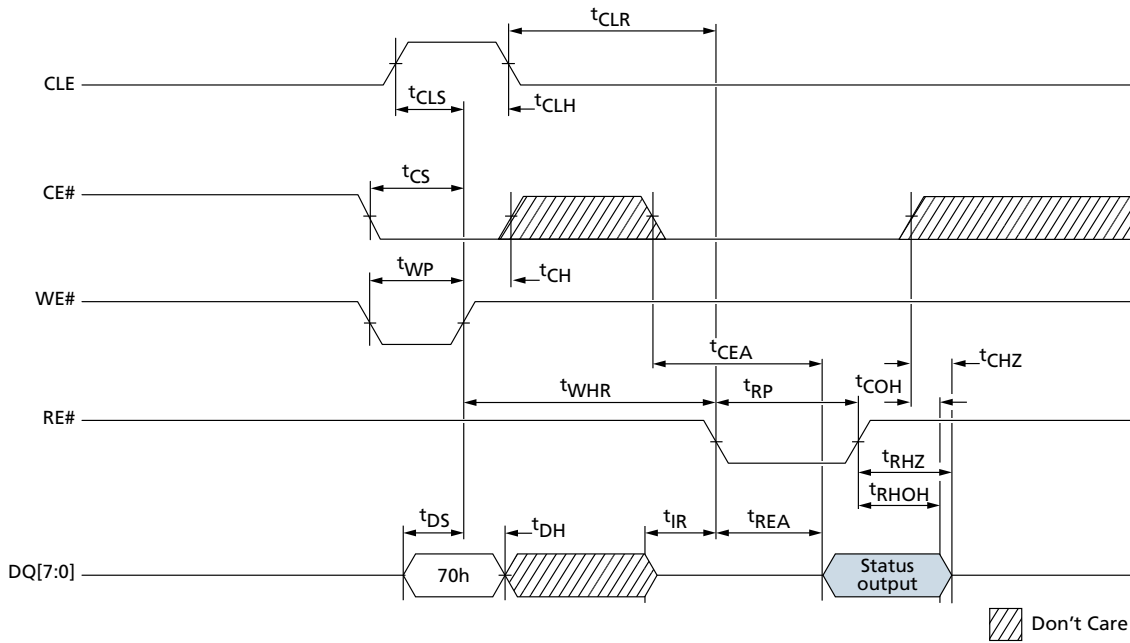 tCLR
CLE
tCLS
tCLH
tCS
CE#
tWP
tCH
WE#
tCEA
tCHZ
tCOH
tWHR
tRP
RE#
tRHZ
tRHOH
tDS
tDH
tIR
tREA
DQ[7:0]
70h
Status
output
Don't Care